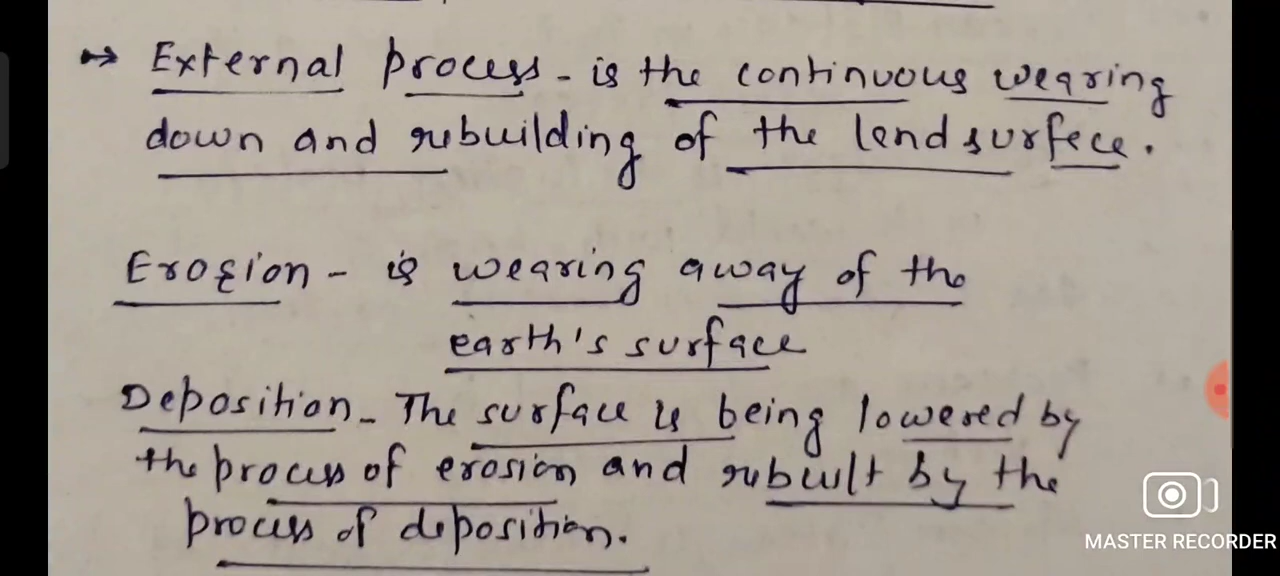 ↦ External process - is the continuous wearing
down and rebuilding of the lend surfece.
Erosion - is wearing away of the
earth's surface
Deposition - The surface is being lowered by
the process of erosion and rebuilt by the
process of deposition.
MASTER RECORDER